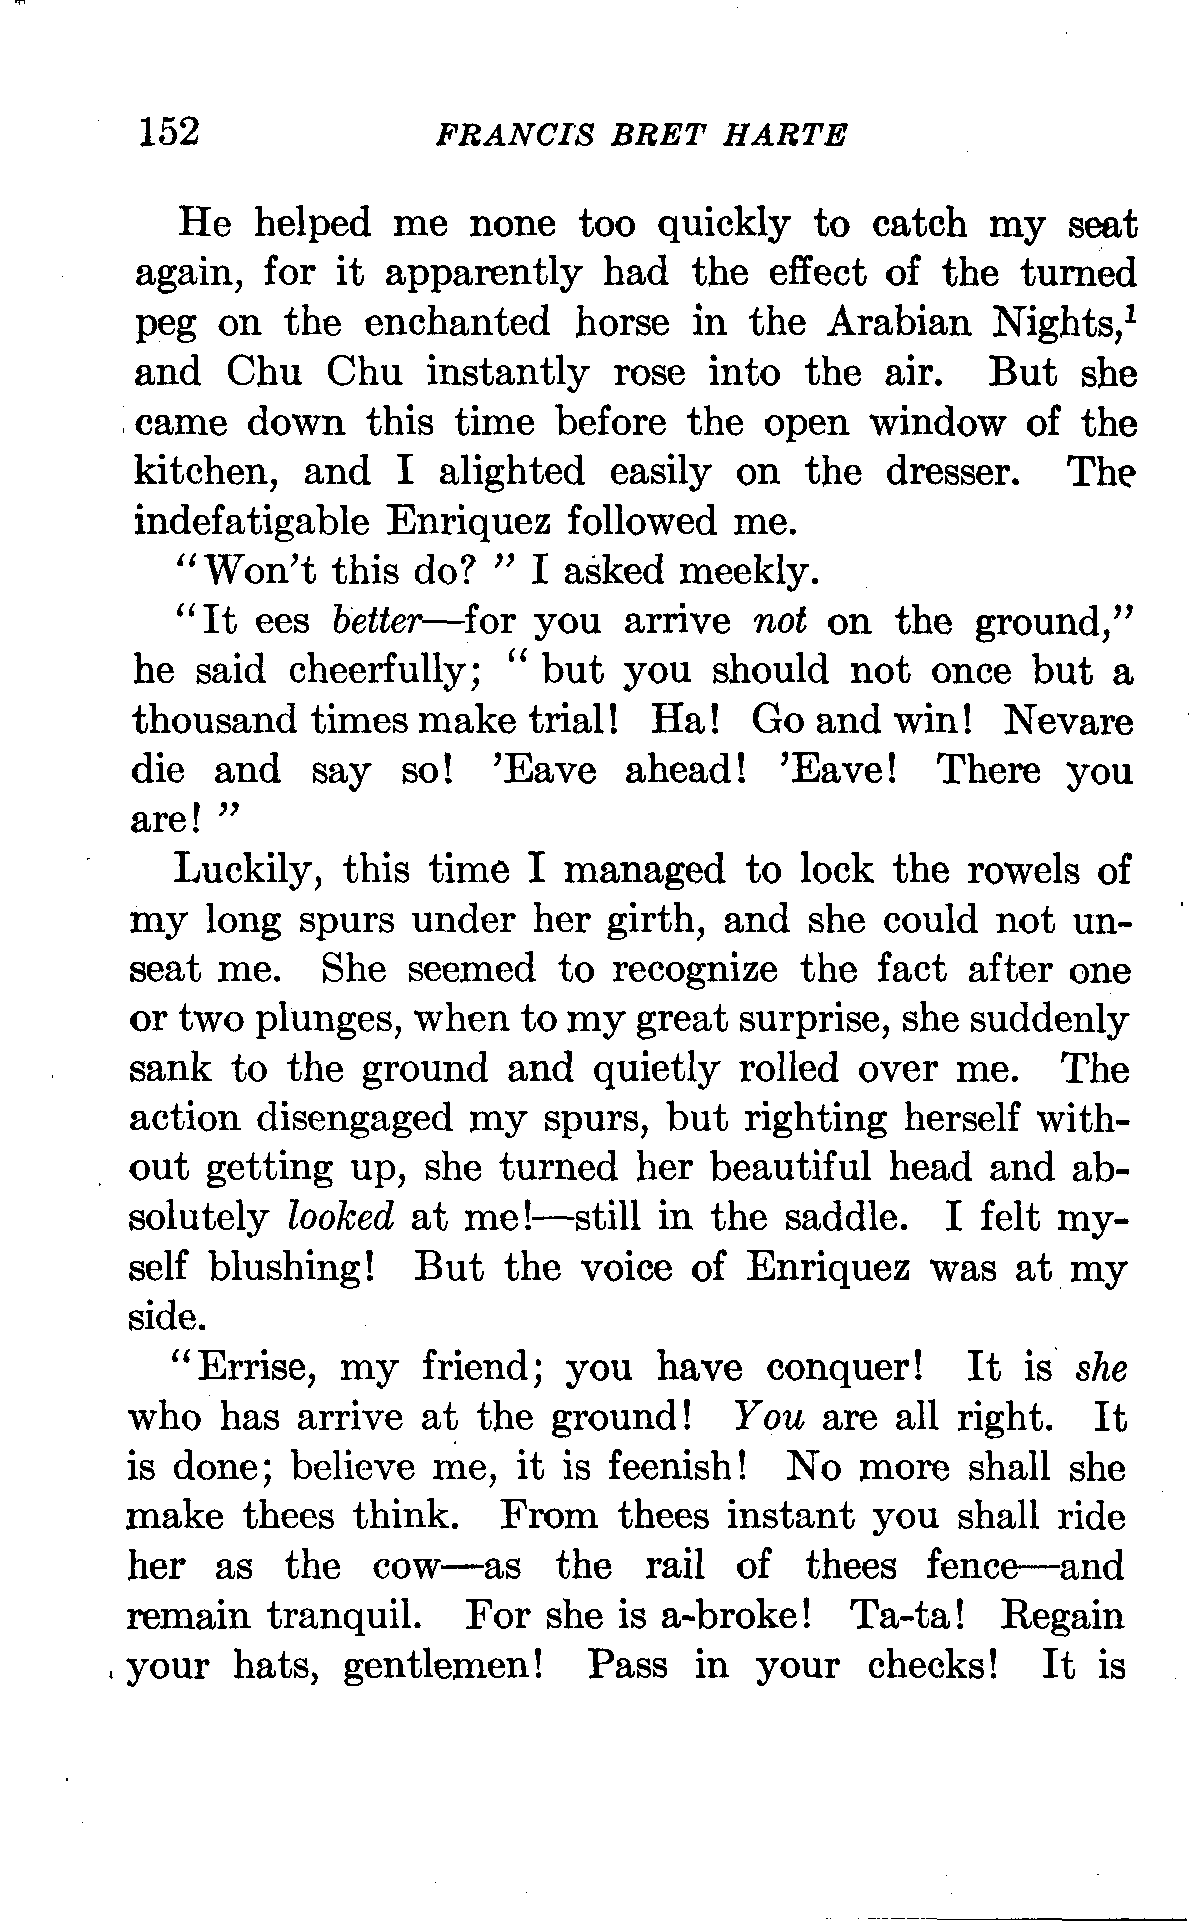 152 FRANCIS BRET HARTE
He helped me none too quickly to catch my seat
again, for it apparently had the effect of the turned
peg on the enchanted horse in the Arabian Nights,¹
and Chu Chu instantly rose into the air. But she
came down this time before the open window of the
kitchen, and I alighted easily on the dresser. The
indefatigable Enriquez followed me.
“Won’t this do? ” I asked meekly.
“It ees better—for you arrive not on the ground,”
he said cheerfully; “ but you should not once but a
thousand times make trial! Ha! Go and win! Nevare
die and say so! ’Eave ahead! ’Eave! There you
are! ”
Luckily, this time I managed to lock the rowels of
my long spurs under her girth, and she could not un-
seat me. She seemed to recognize the fact after one
or two plunges, when to my great surprise, she suddenly
sank to the ground and quietly rolled over me. The
action disengaged my spurs, but righting herself with-
out getting up, she turned her beautiful head and ab-
solutely looked at me!—still in the saddle. I felt my-
self blushing! But the voice of Enriquez was at my
side.
“Errise, my friend; you have conquer! It is she
who has arrive at the ground! You are all right. It
is done; believe me, it is feenish! No more shall she
make thees think. From thees instant you shall ride
her as the cow—as the rail of thees fence—and
remain tranquil. For she is a-broke! Ta-ta! Regain
your hats, gentlemen! Pass in your checks! It is